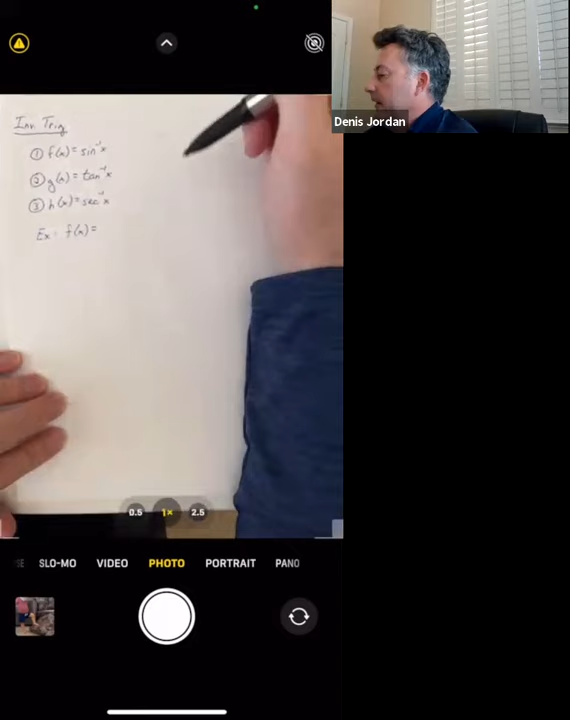 Denis Jordan
Inv Trig
① f(x) = sin⁻¹x
② g(x) = tan⁻¹x
③ h(x) = sec⁻¹x
Ex: f(x) =
0.5 1× 2.5
SLO-MO VIDEO PHOTO PORTRAIT PANO